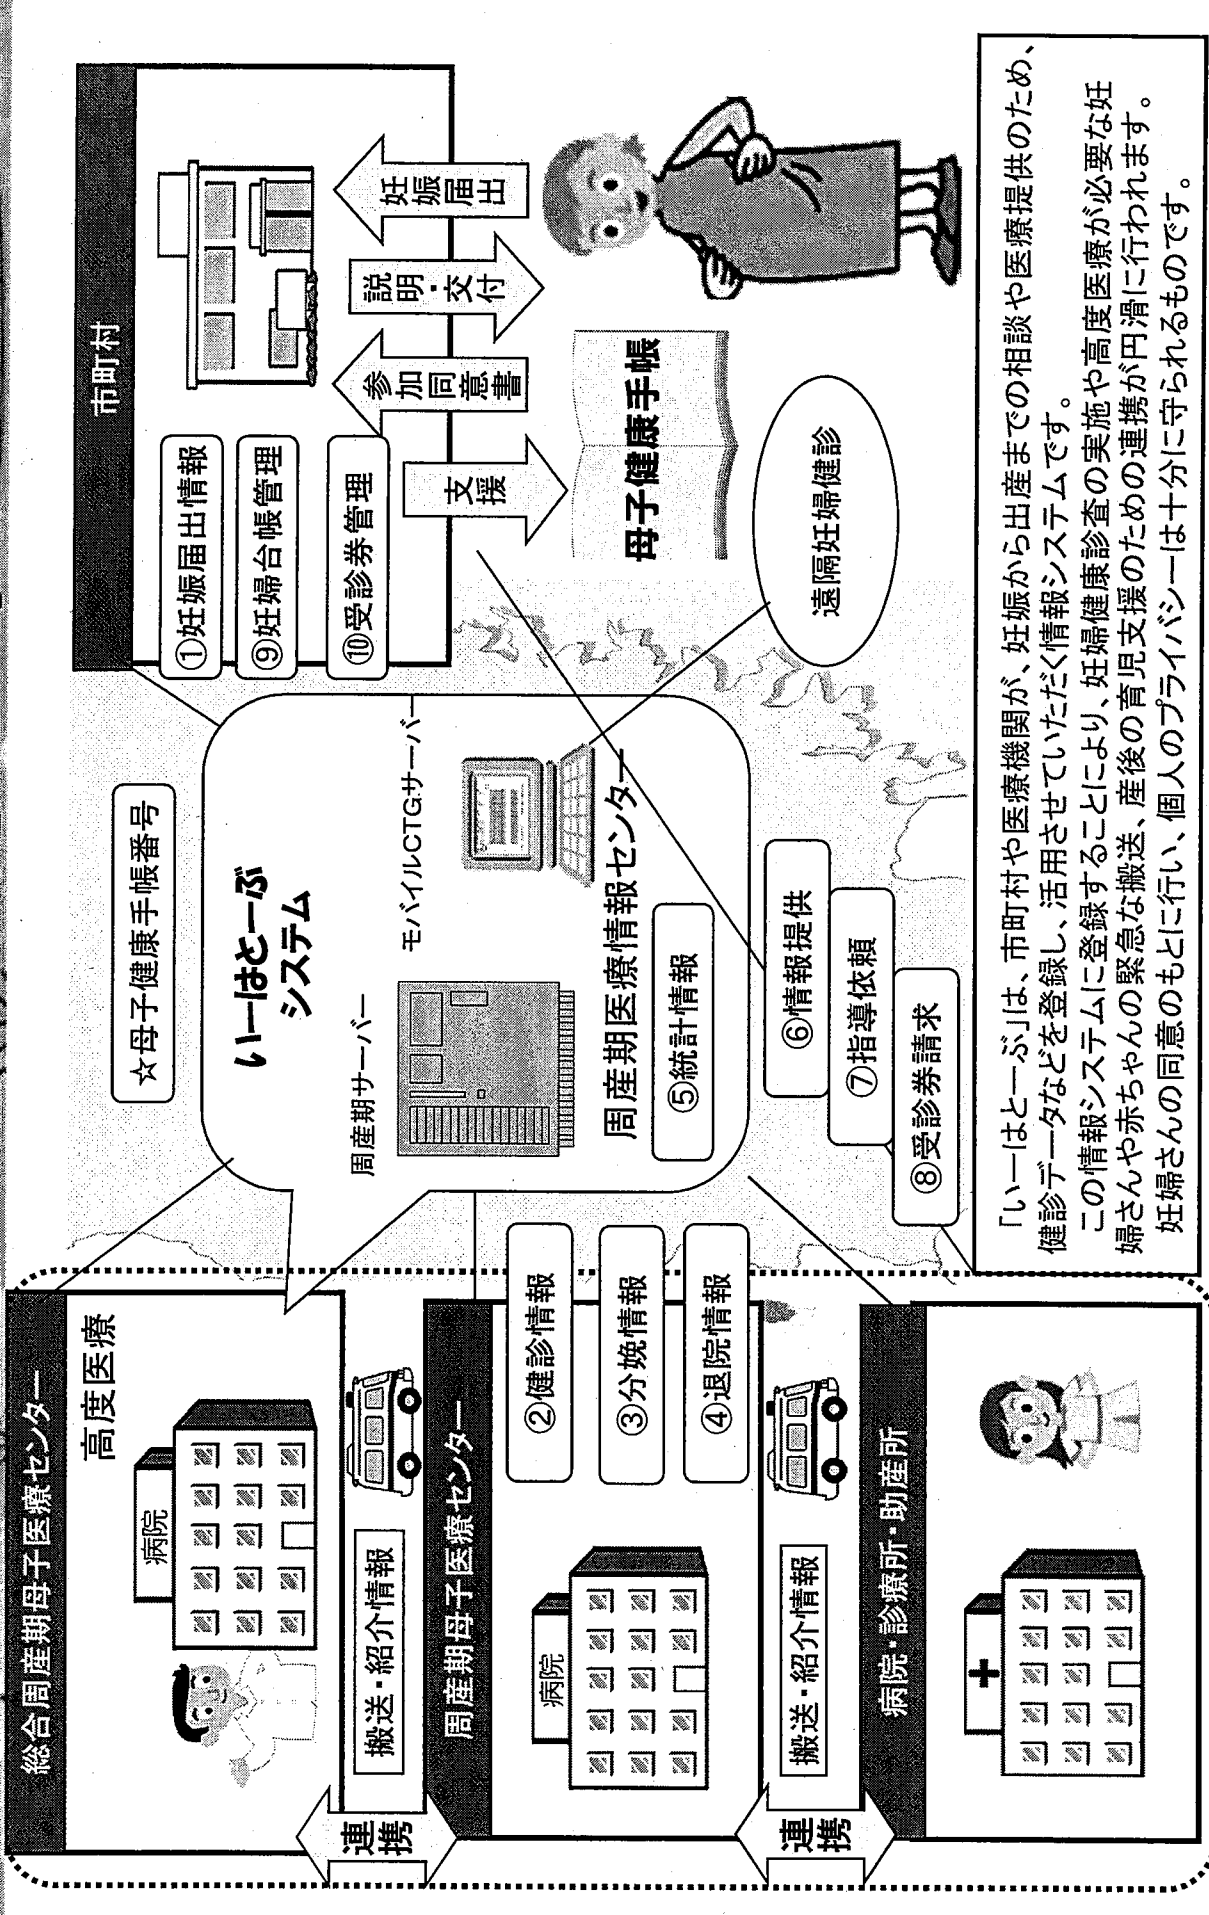 総合周産期母子医療センター
高度医療
病院
連携
搬送・紹介情報
周産期母子医療センター
病院
②健診情報
③分娩情報
④退院情報
連携
搬送・紹介情報
病院・診療所・助産所
☆母子健康手帳番号
いーはとーぶ
システム
周産期サーバー
モバイルCTGサーバー
周産期医療情報センター
⑤統計情報
⑥情報提供
⑦指導依頼
⑧受診券請求
市町村
①妊娠届出情報
⑨妊婦台帳管理
⑩受診券管理
支援
参加同意書
説明・交付
妊娠届出
母子健康手帳
遠隔妊婦健診
「いーはとーぶ」は、市町村や医療機関が、妊娠から出産までの相談や医療提供のため、
健診データなどを登録し、活用させていただく情報システムです。
この情報システムに登録することにより、妊婦健康診査の実施や高度医療が必要な妊
婦さんや赤ちゃんの緊急な搬送、産後の育児支援のための連携が円滑に行われます。
妊婦さんの同意のもとに行い、個人のプライバシーは十分に守られるものです。